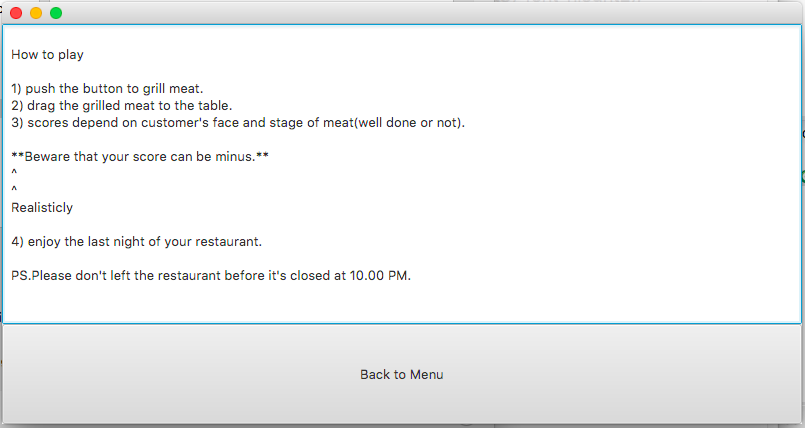 How to play
1) push the button to grill meat.
2) drag the grilled meat to the table.
3) scores depend on customer's face and stage of meat(well done or not).
**Beware that your score can be minus.**
^
^
Realisticly
4) enjoy the last night of your restaurant.
PS.Please don't left the restaurant before it's closed at 10.00 PM.
Back to Menu